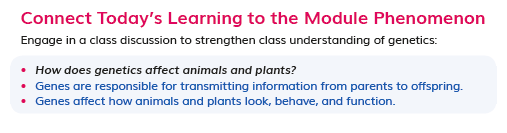 Connect Today's Learning to the Module Phenomenon
Engage in a class discussion to strengthen class understanding of genetics:
• How does genetics affect animals and plants?
• Genes are responsible for transmitting information from parents to offspring.
• Genes affect how animals and plants look, behave, and function.